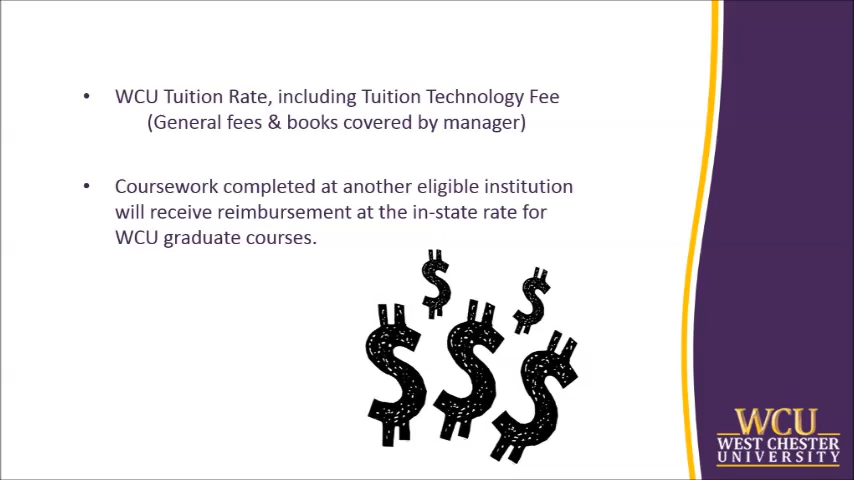 • WCU Tuition Rate, including Tuition Technology Fee
(General fees & books covered by manager)
• Coursework completed at another eligible institution
will receive reimbursement at the in-state rate for
WCU graduate courses.
WCU
WEST CHESTER
UNIVERSITY